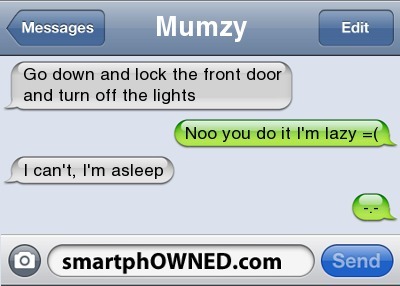 Messages
Mumzy
Edit
Go down and lock the front door
and turn off the lights
Noo you do it I'm lazy =(
I can't, I'm asleep
-.-
smartphOWNED.com
Send